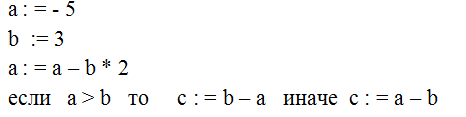 a : = - 5
b := 3
a : = a – b * 2
если a > b то c : = b – a иначе c : = a – b